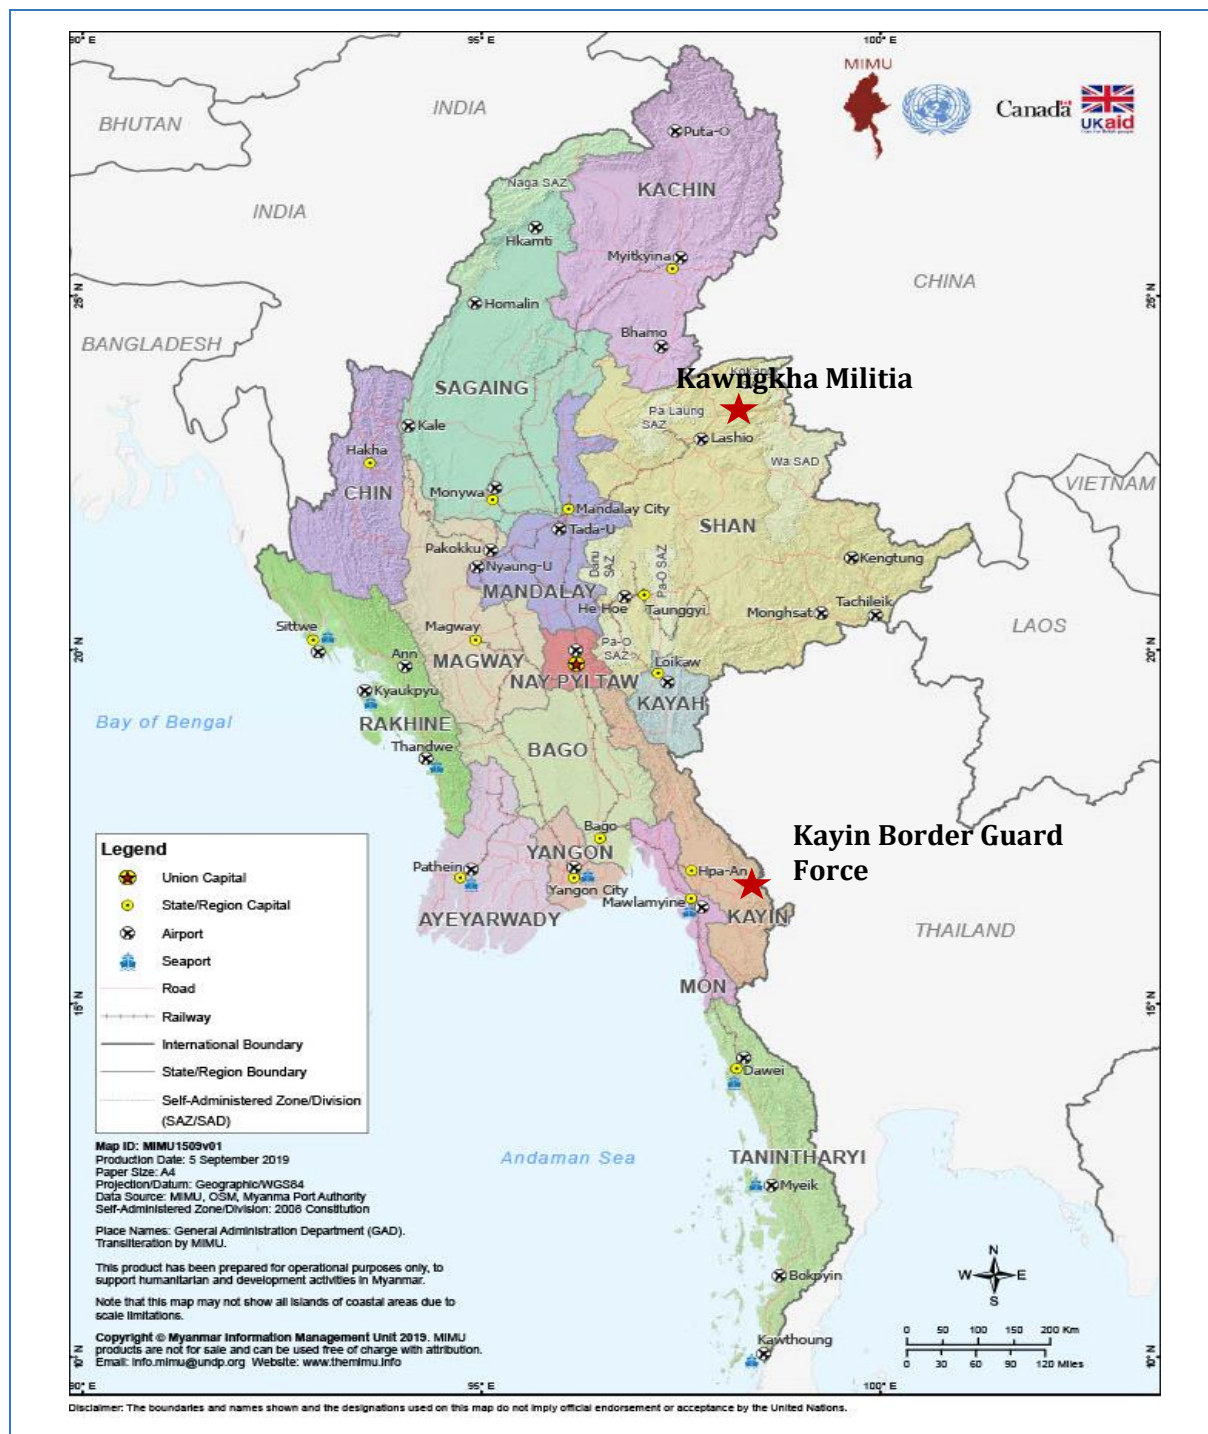 90° E
95° E
100° E
MIMU
Canada
UKaid
INDIA
BHUTAN
Puta-O
Naga SAZ
KACHIN
INDIA
Hkamti
Myitkyina
CHINA
25° N
25° N
Homalin
Bhamo
BANGLADESH
Kawngkha Militia
SAGAING
Pa Laung
SAZ
Kale
Lashio
Hakha
Wa SAD
VIETNAM
CHIN
Monywa
Mandalay City
SHAN
Tada-U
Pakokku
Kengtung
Nyaung-U
Danu
SAZ
Pa-O SAZ
MANDALAY
He Hoe
Taunggyi
Monghsat
Tachileik
Sittwe
Magway
LAOS
20° N
20° N
Ann
MAGWAY
Pa-O
SAZ
Loikaw
NAY PYI TAW
Kyaukpyu
KAYAH
Bay of Bengal
RAKHINE
Thandwe
BAGO
Kayin Border Guard
Force
Bago
Legend
YANGON
Pathein
Hpa-An
Union Capital
Yangon City
State/Region Capital
Mawlamyine
AYEYARWADY
KAYIN
Airport
THAILAND
Seaport
MON
Road
15° N
15° N
Railway
International Boundary
State/Region Boundary
Dawei
Self-Administered Zone/Division
(SAZ/SAD)
Map ID: MIMU1509v01
Production Date: 5 September 2019
Paper Size: A4
Projection/Datum: Geographic/WGS84
Data Source: MIMU, OSM, Myanma Port Authority
Self-Administered Zone/Division: 2008 Constitution
Andaman Sea
TANINTHARYI
Myeik
Place Names: General Administration Department (GAD).
Transliteration by MIMU.
This product has been prepared for operational purposes only, to
support humanitarian and development activities in Myanmar.
Bokpyin
N
W
E
S
Note that this map may not show all islands of coastal areas due to
scale limitations.
Copyright © Myanmar Information Management Unit 2019. MIMU
products are not for sale and can be used free of charge with attribution.
Email: info.mimu@undp.org Website: www.themimu.info
Kawthoung
0 50 100 150 200 Km
0 30 60 90 120 Miles
10° N
10° N
90° E
95° E
100° E
Disclaimer: The boundaries and names shown and the designations used on this map do not imply official endorsement or acceptance by the United Nations.